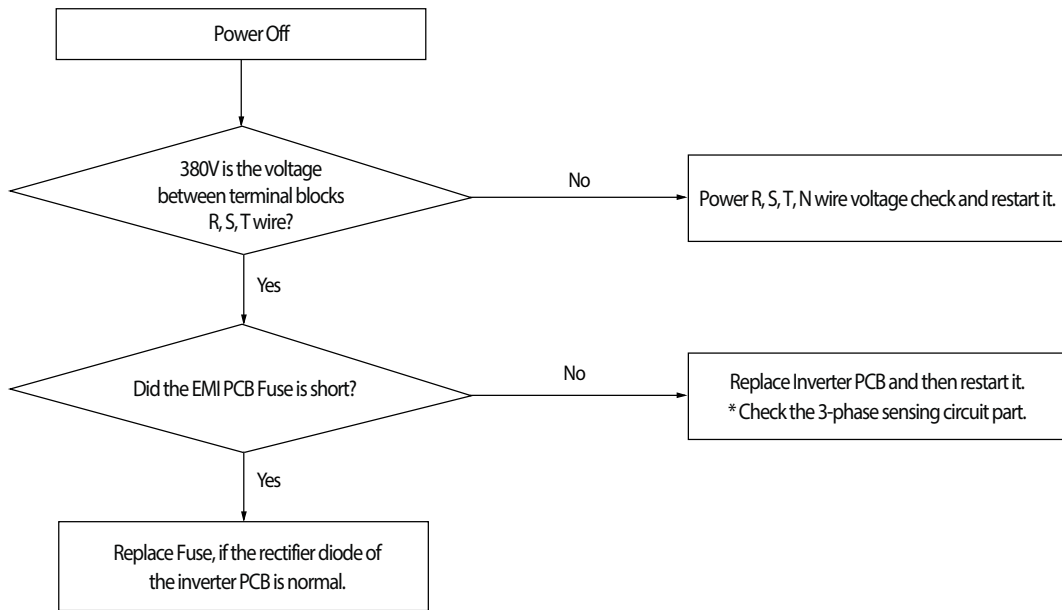 Power Off
380V is the voltage
between terminal blocks
R, S, T wire?
No
Power R, S, T, N wire voltage check and restart it.
Yes
Did the EMI PCB Fuse is short?
No
Replace Inverter PCB and then restart it.
* Check the 3-phase sensing circuit part.
Yes
Replace Fuse, if the rectifier diode of
the inverter PCB is normal.